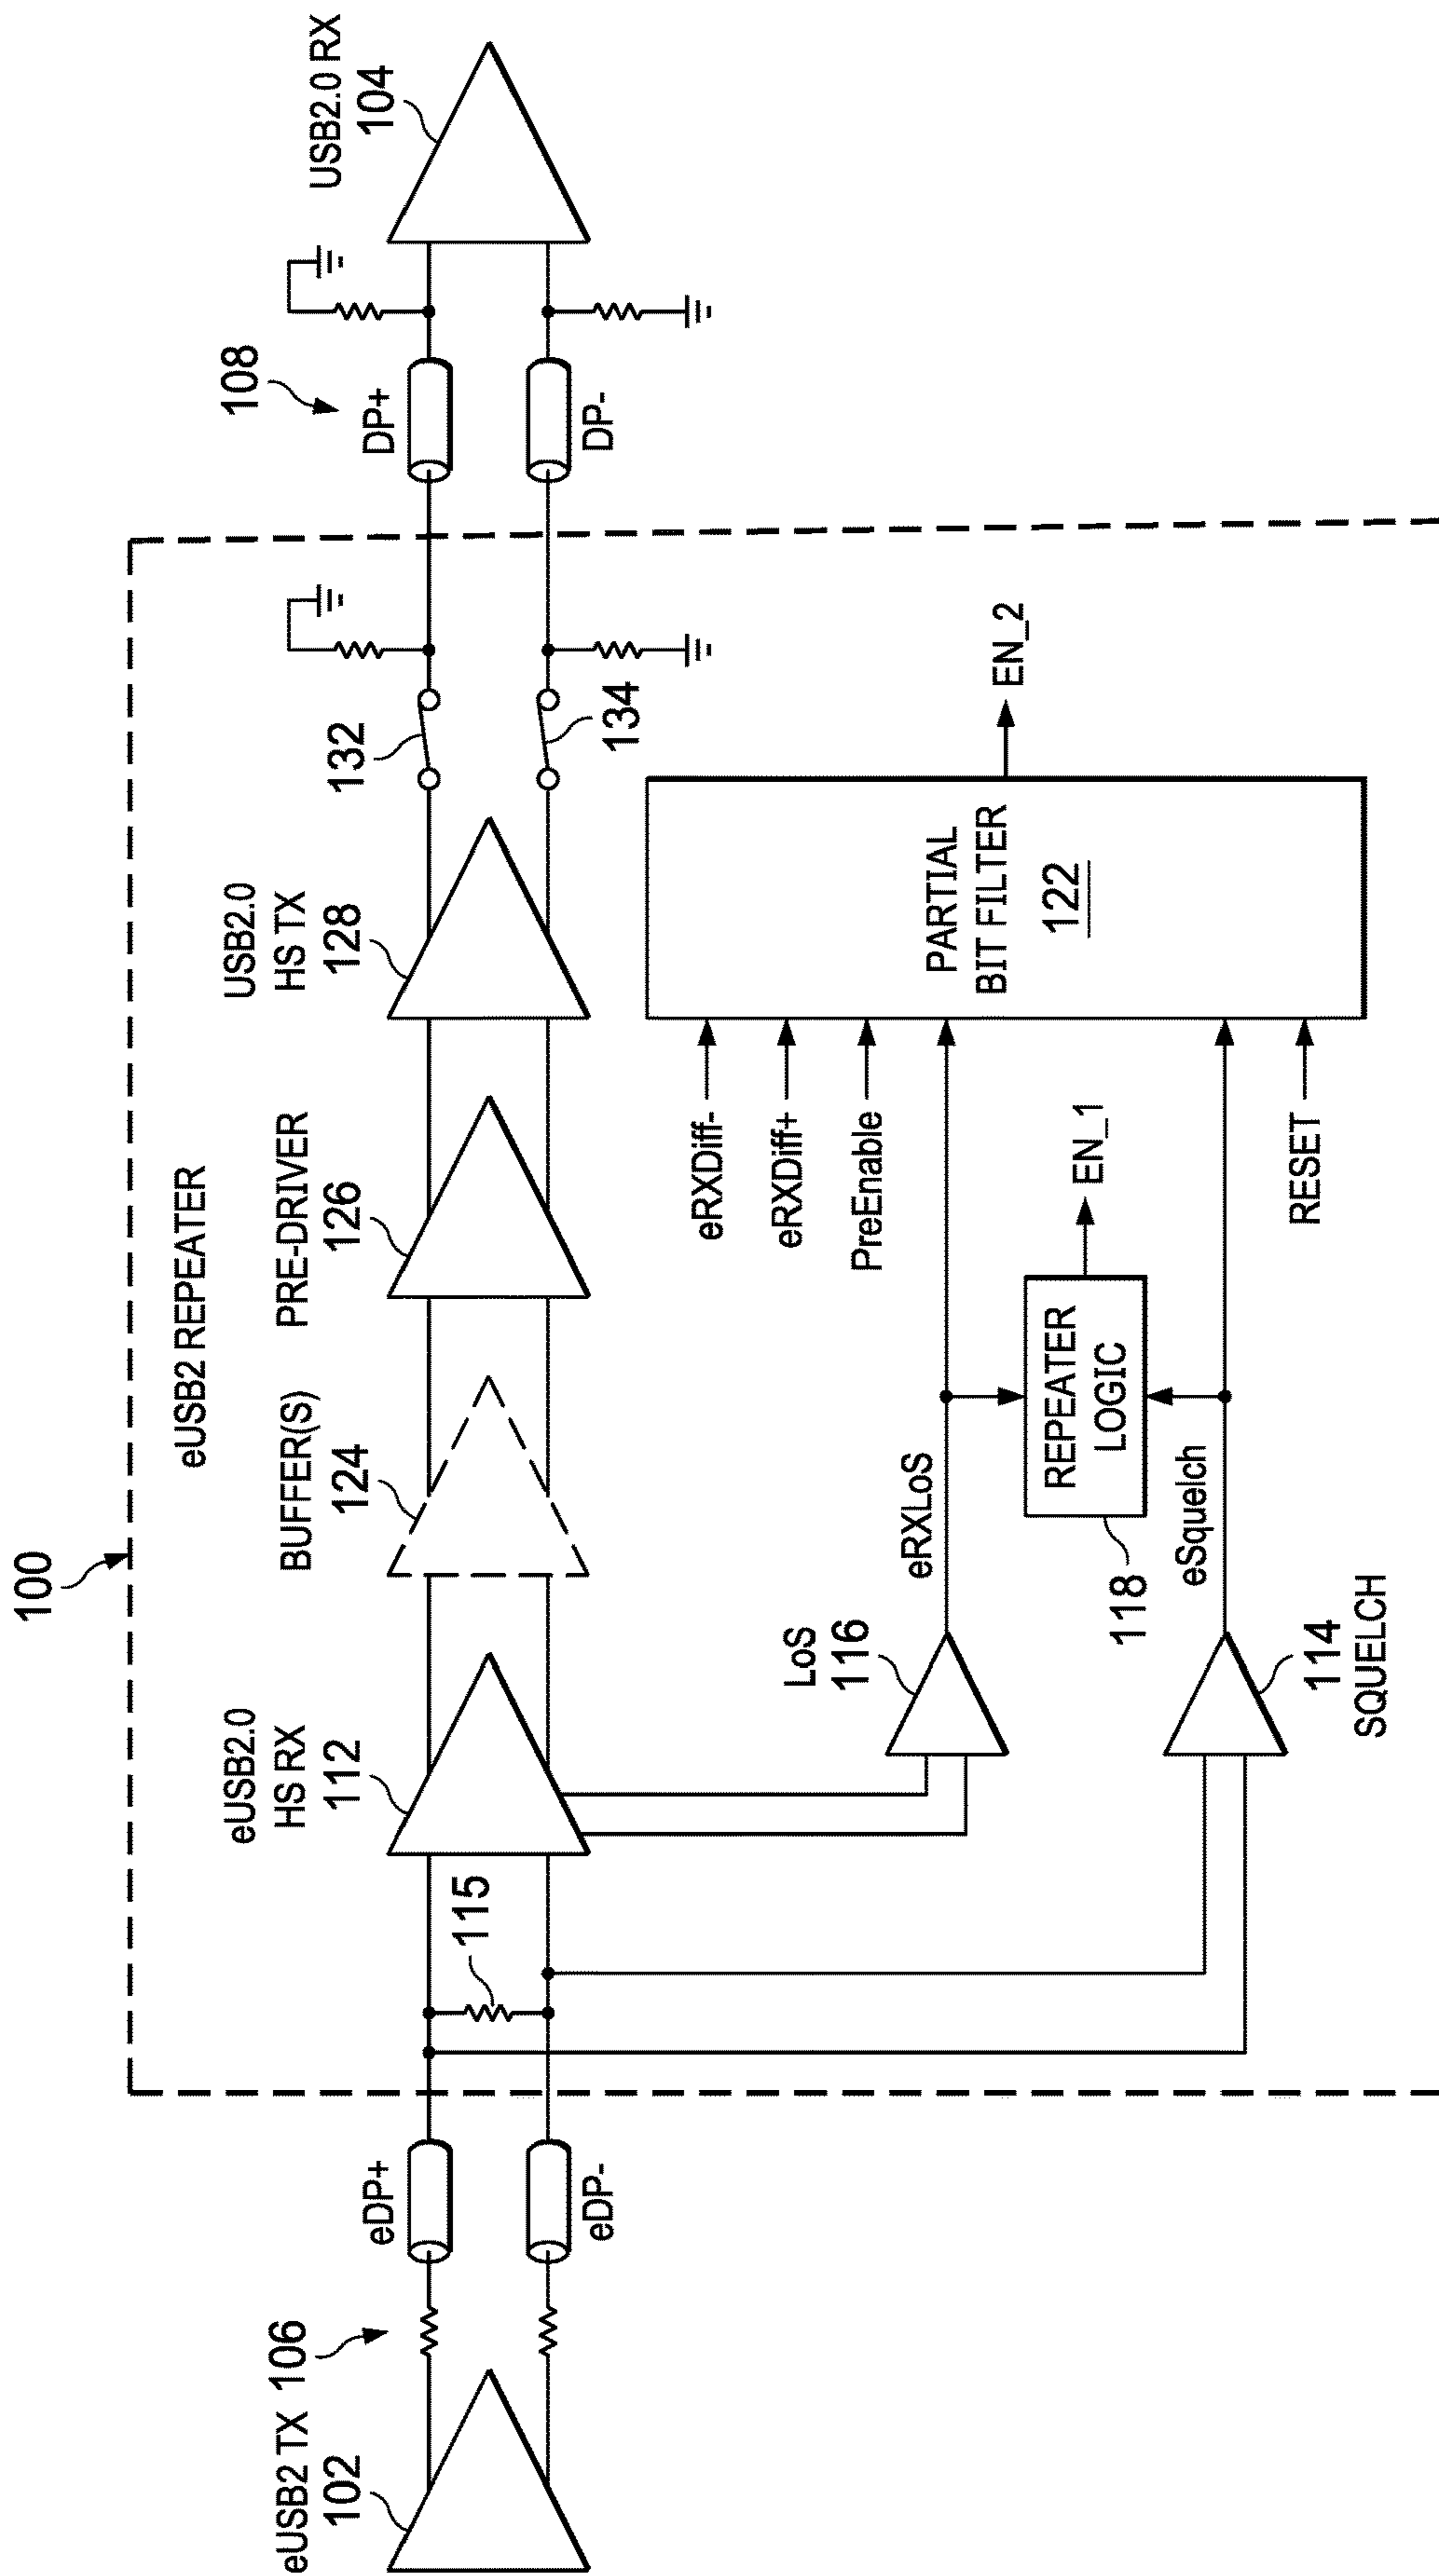 100
eUSB2 REPEATER
eUSB2 TX
102
106
eDP+
eDP-
115
eUSB2.0
HS RX
112
BUFFER(S)
124
PRE-DRIVER
126
USB2.0
HS TX
128
132
134
108
DP+
DP-
USB2.0 RX
104
LoS
116
eRXLoS
114
SQUELCH
eSquelch
REPEATER
LOGIC
118
EN_1
eRXDiff-
eRXDiff+
PreEnable
RESET
PARTIAL
BIT FILTER
122
EN_2